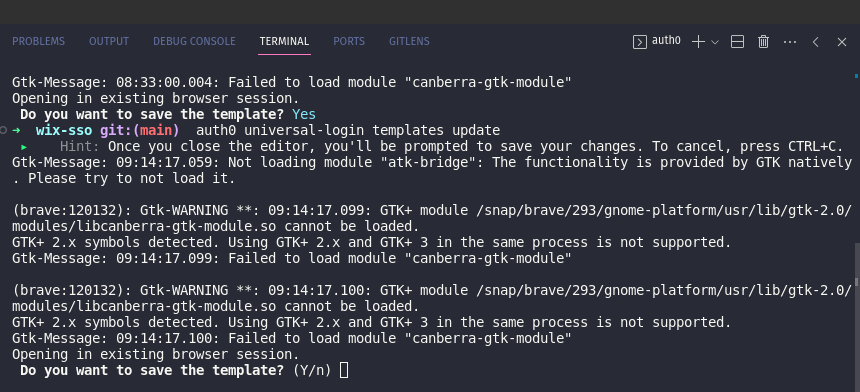 PROBLEMS OUTPUT DEBUG CONSOLE TERMINAL PORTS GITLENS auth0
Gtk-Message: 08:33:00.004: Failed to load module "canberra-gtk-module"
Opening in existing browser session.
Do you want to save the template? Yes
→ wix-sso git:(main) auth0 universal-login templates update
▸ Hint: Once you close the editor, you'll be prompted to save your changes. To cancel, press CTRL+C.
Gtk-Message: 09:14:17.059: Not loading module "atk-bridge": The functionality is provided by GTK natively
. Please try to not load it.
(brave:120132): Gtk-WARNING **: 09:14:17.099: GTK+ module /snap/brave/293/gnome-platform/usr/lib/gtk-2.0/
modules/libcanberra-gtk-module.so cannot be loaded.
GTK+ 2.x symbols detected. Using GTK+ 2.x and GTK+ 3 in the same process is not supported.
Gtk-Message: 09:14:17.099: Failed to load module "canberra-gtk-module"
(brave:120132): Gtk-WARNING **: 09:14:17.100: GTK+ module /snap/brave/293/gnome-platform/usr/lib/gtk-2.0/
modules/libcanberra-gtk-module.so cannot be loaded.
GTK+ 2.x symbols detected. Using GTK+ 2.x and GTK+ 3 in the same process is not supported.
Gtk-Message: 09:14:17.100: Failed to load module "canberra-gtk-module"
Opening in existing browser session.
Do you want to save the template? (Y/n)